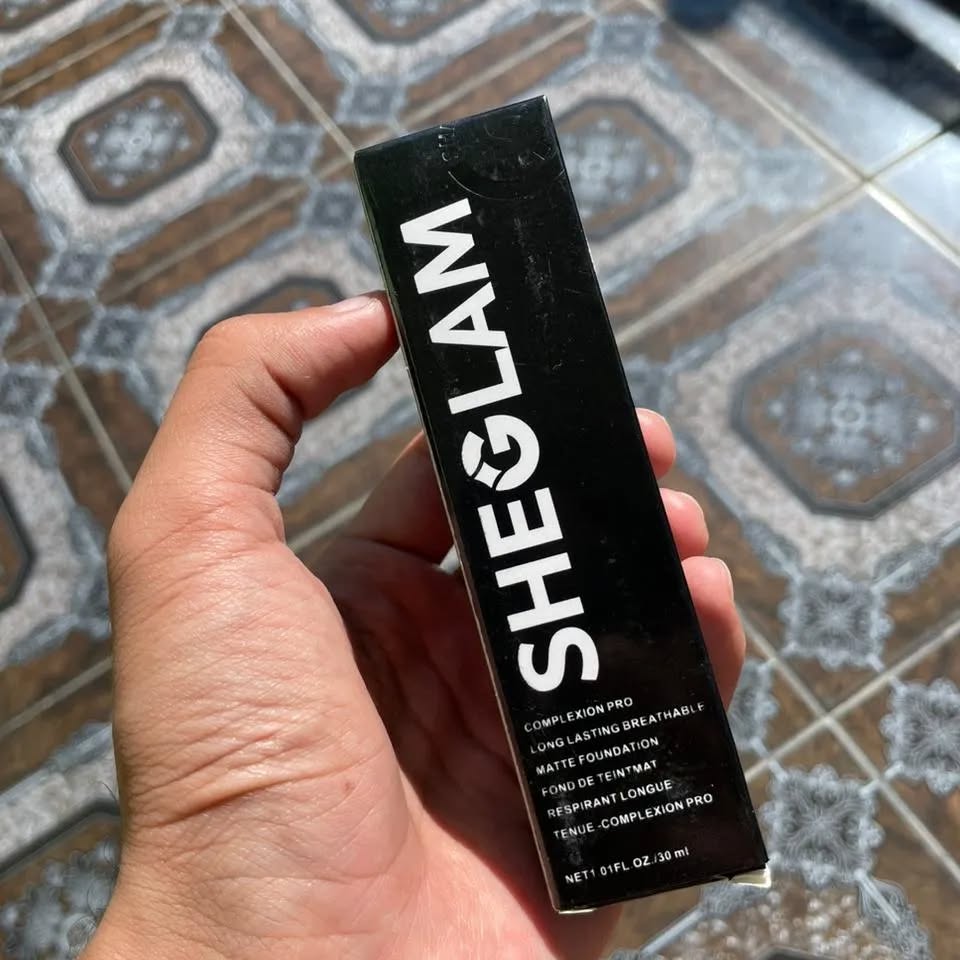 SHEGLAM
COMPLEXION PRO
LONG LASTING BREATHABLE
MATTE FOUNDATION
FOND DE TEINTMAT
RESPIRANT LONGUE
TENUE-COMPLEXION PRO
NET1 01FL OZ./30 ml